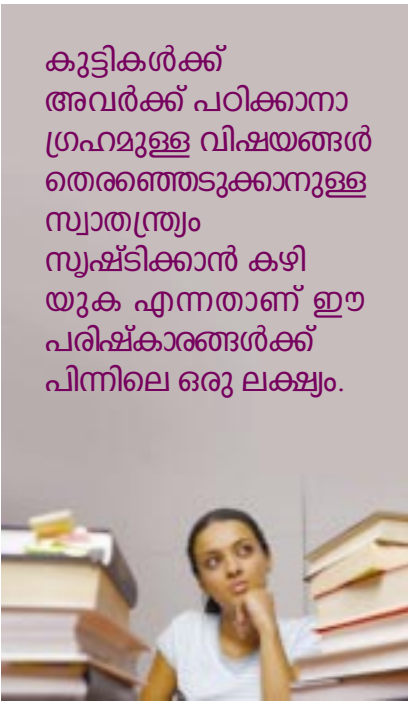 കുട്ടികൾക്ക്
അവർക്ക് പഠിക്കാനാ
ഗ്രഹമുള്ള വിഷയങ്ങൾ
തെരഞ്ഞെടുക്കാനുള്ള
സ്വാതന്ത്ര്യം
സൃഷ്ടിക്കാൻ കഴി
യുക എന്നതാണ് ഈ
പരിഷ്കാരങ്ങൾക്ക്
പിന്നിലെ ഒരു ലക്ഷ്യം.